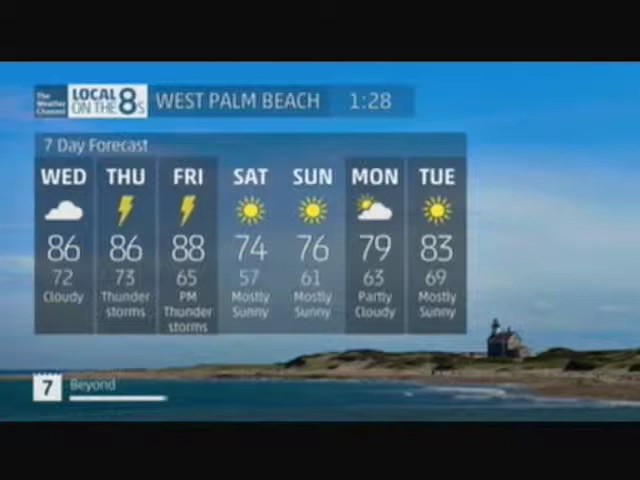 The Weather Channel
LOCAL ON THE 8s
WEST PALM BEACH 1:28
7 Day Forecast
WED THU FRI SAT SUN MON TUE
86 86 88 74 76 79 83
72 73 65 57 61 63 69
Cloudy Thunder storms PM Thunder storms Mostly Sunny Mostly Sunny Partly Cloudy Mostly Sunny
7 Beyond